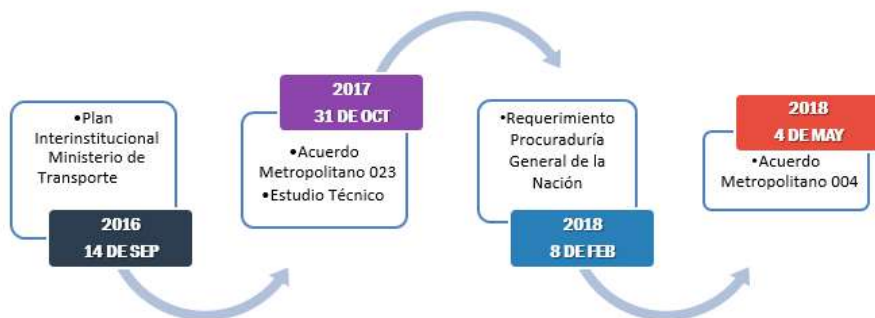 •Plan
Interinstitucional
Ministerio de
Transporte
2016
14 DE SEP
2017
31 DE OCT
•Acuerdo
Metropolitano 023
•Estudio Técnico
•Requerimiento
Procuraduría
General de la
Nación
2018
8 DE FEB
2018
4 DE MAY
•Acuerdo
Metropolitano 004